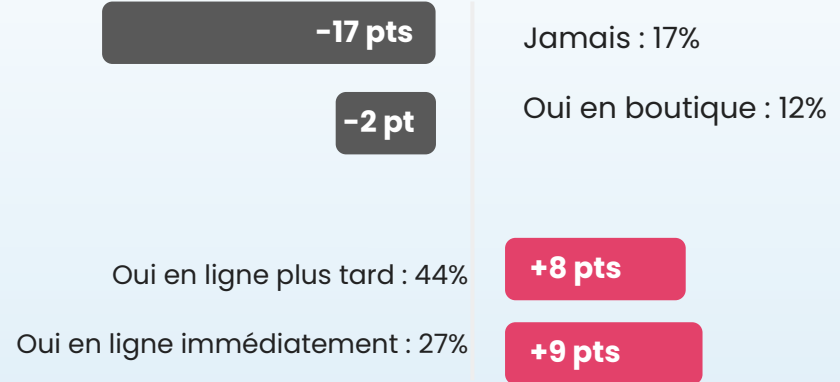 -17 pts
Jamais : 17%
-2 pt
Oui en boutique : 12%
Oui en ligne plus tard : 44%
+8 pts
Oui en ligne immédiatement : 27%
+9 pts